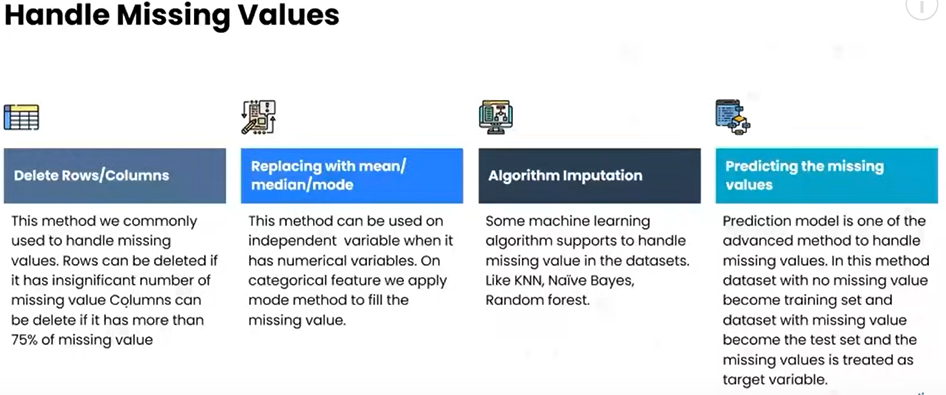 Handle Missing Values
Delete Rows/Columns
This method we commonly
used to handle missing
values. Rows can be deleted if
it has insignificant number of
missing value Columns can
be delete if it has more than
75% of missing value
Replacing with mean/
median/mode
This method can be used on
independent variable when it
has numerical variables. On
categorical feature we apply
mode method to fill the
missing value.
Algorithm Imputation
Some machine learning
algorithm supports to handle
missing value in the datasets.
Like KNN, Naïve Bayes,
Random forest.
Predicting the missing
values
Prediction model is one of the
advanced method to handle
missing values. In this method
dataset with no missing value
become training set and
dataset with missing value
become the test set and the
missing values is treated as
target variable.